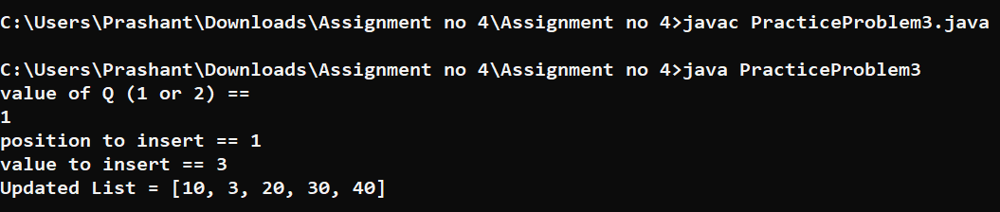 C:\Users\Prashant\Downloads\Assignment no 4\Assignment no 4>javac PracticeProblem3.java
C:\Users\Prashant\Downloads\Assignment no 4\Assignment no 4>java PracticeProblem3
value of Q (1 or 2) ==
1
position to insert == 1
value to insert == 3
Updated List = [10, 3, 20, 30, 40]